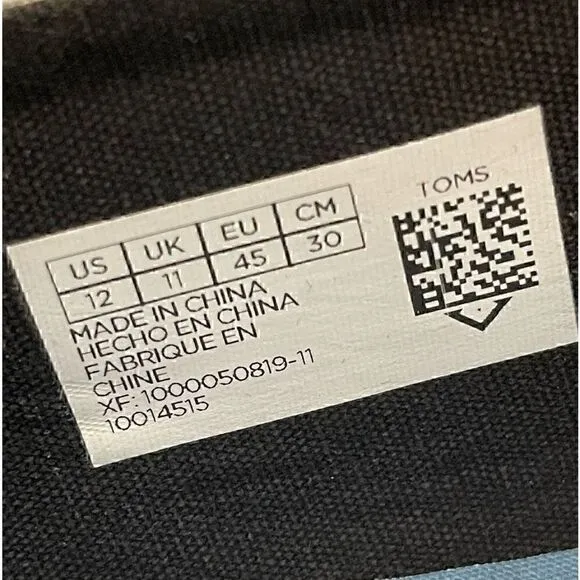 TOMS
US UK EU CM
12 11 45 30
MADE IN CHINA
HECHO EN CHINA
FABRIQUE EN
CHINE
XF: 1000050819-11
10014515